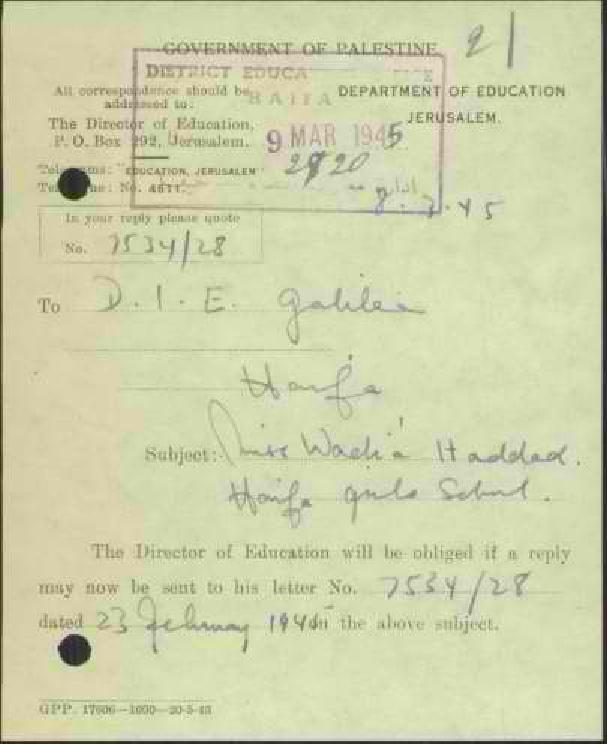 GOVERNMENT OF PALESTINE
21
DISTRICT EDUCA
HAIFA
9 MAR 1945
2920
All correspondence should be
addressed to:
The Director of Education,
P. O. Box 292, Jerusalem.
Telegrams: "EDUCATION, JERUSALEM"
Telephone: No. 4611.
DEPARTMENT OF EDUCATION
JERUSALEM.
8.3.45
In your reply please quote
No. 7534/28
To D.I.E. Galilee
Haifa
Subject: Miss Wadi'a Haddad.
Haifa girls School.
The Director of Education will be obliged if a reply
may now be sent to his letter No. 7534/28
dated 23 February 1945 on the above subject.
GPP. 17606—1000—20-5-43